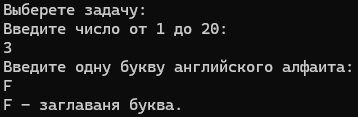 Выберете задачу:
Введите число от 1 до 20:
3
Введите одну букву английского алфаита:
F
F – заглаваня буква.